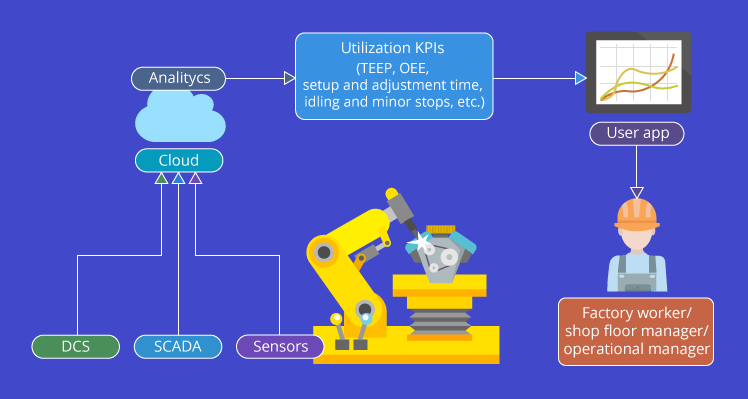 Analitycs
Utilization KPIs
(TEEP, OEE,
setup and adjustment time,
idling and minor stops, etc.)
User app
Cloud
DCS
SCADA
Sensors
Factory worker/
shop floor manager/
operational manager